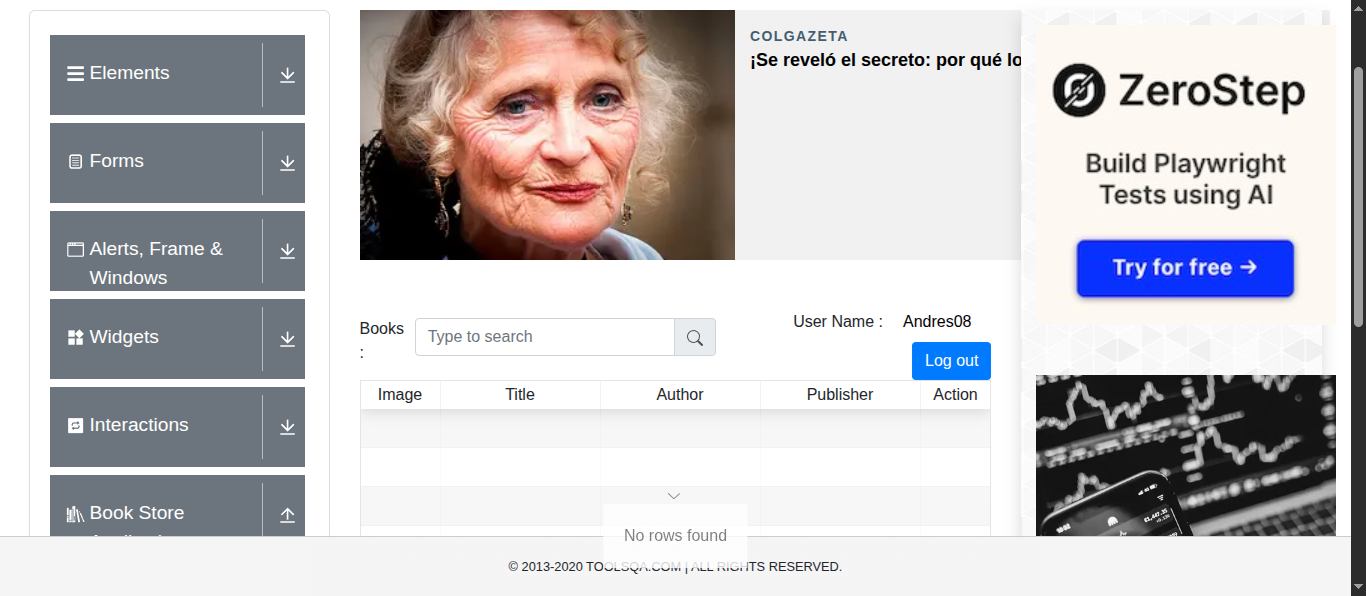 Elements
Forms
Alerts, Frame &
Windows
Widgets
Interactions
Book Store
COLGAZETA
¡Se reveló el secreto: por qué lo
ZeroStep
Build Playwright
Tests using AI
Try for free →
Books
:
Type to search
User Name : Andres08
Log out
Image Title Author Publisher Action
No rows found
© 2013-2020 TOOLSQA.COM | ALL RIGHTS RESERVED.